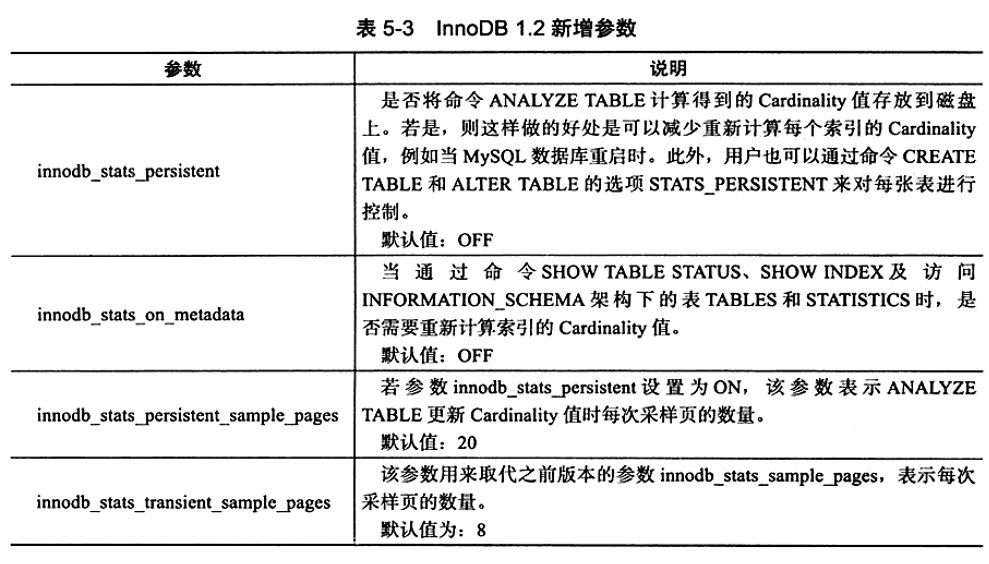 表 5-3 InnoDB 1.2 新增参数
参数 说明
是否将命令 ANALYZE TABLE 计算得到的 Cardinality 值存放到磁盘
上。若是，则这样做的好处是可以减少重新计算每个索引的 Cardinality
innodb_stats_persistent
值，例如当 MySQL 数据库重启时。此外，用户也可以通过命令 CREATE
TABLE 和 ALTER TABLE 的选项 STATS_PERSISTENT 来对每张表进行
控制。
默认值：OFF
当通过命令 SHOW TABLE STATUS、SHOW INDEX 及访问
INFORMATION_SCHEMA 架构下的表 TABLES 和 STATISTICS 时，是
innodb_stats_on_metadata
否需要重新计算索引的 Cardinality 值。
默认值：OFF
若参数 innodb_stats_persistent 设置为 ON，该参数表示 ANALYZE
innodb_stats_persistent_sample_pages
TABLE 更新 Cardinality 值时每次采样页的数量。
默认值：20
该参数用来取代之前版本的参数 innodb_stats_sample_pages，表示每次
innodb_stats_transient_sample_pages
采样页的数量。
默认值为：8